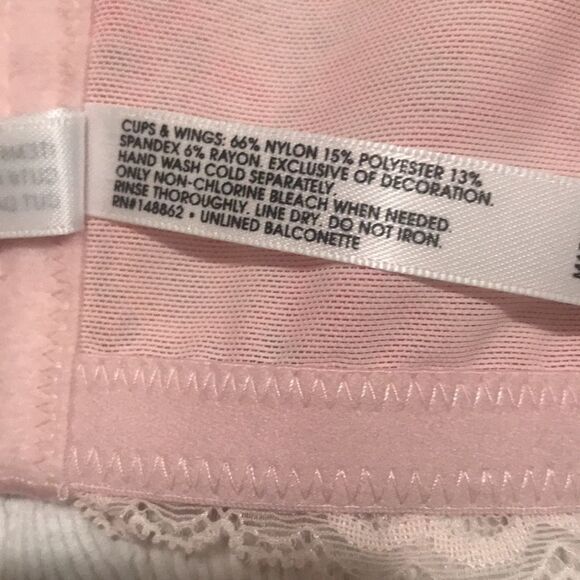 CUPS & WINGS: 66% NYLON 15% POLYESTER 13%
SPANDEX 6% RAYON. EXCLUSIVE OF DECORATION.
HAND WASH COLD SEPARATELY.
ONLY NON-CHLORINE BLEACH WHEN NEEDED.
RINSE THOROUGHLY. LINE DRY. DO NOT IRON.
RN#148862 • UNLINED BALCONETTE